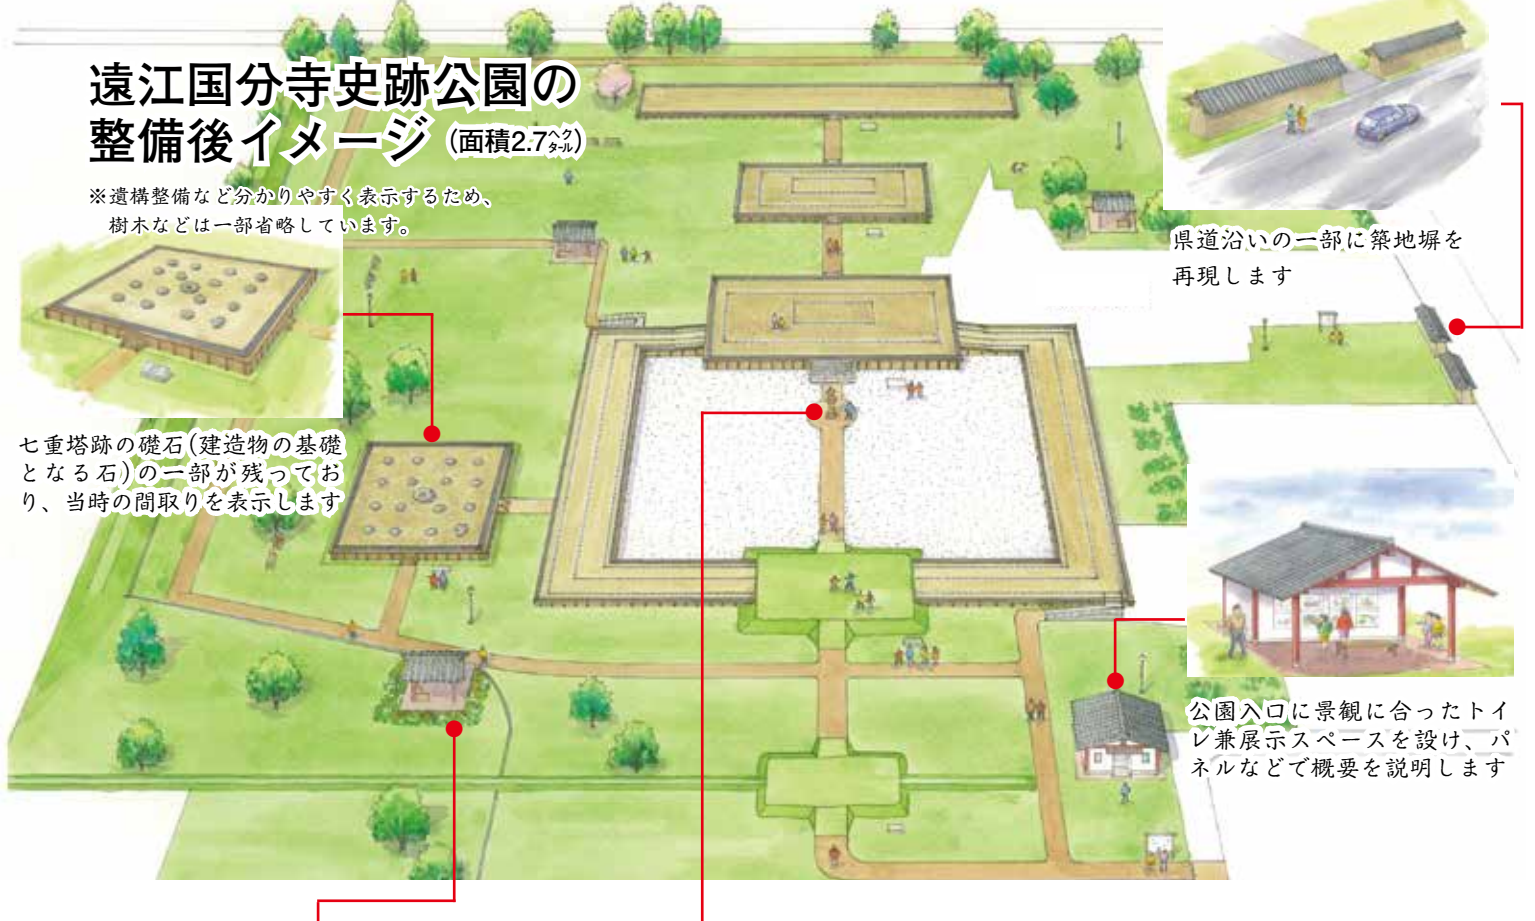 遠江国分寺史跡公園の
整備後イメージ (面積2.7ヘクタール)
※遺構整備など分かりやすく表示するため、
樹木などは一部省略しています。
県道沿いの一部に築地塀を
再現します
七重塔跡の礎石(建造物の基礎
となる石)の一部が残ってお
り、当時の間取りを表示します
公園入口に景観に合ったトイ
レ兼展示スペースを設け、パ
ネルなどで概要を説明します